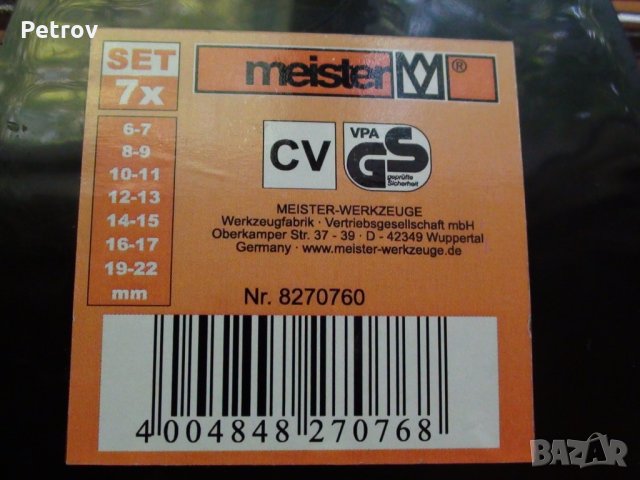 Petrov
SET
7x
6-7
8-9
10-11
12-13
14-15
16-17
19-22
mm
meister ®
CV
VPA
GS
geprüfte
Sicherheit
MEISTER-WERKZEUGE
Werkzeugfabrik · Vertriebsgesellschaft mbH
Oberkamper Str. 37 - 39 · D - 42349 Wuppertal
Germany · www.meister-werkzeuge.de
Nr. 8270760
4 004848 270768
BAZAR